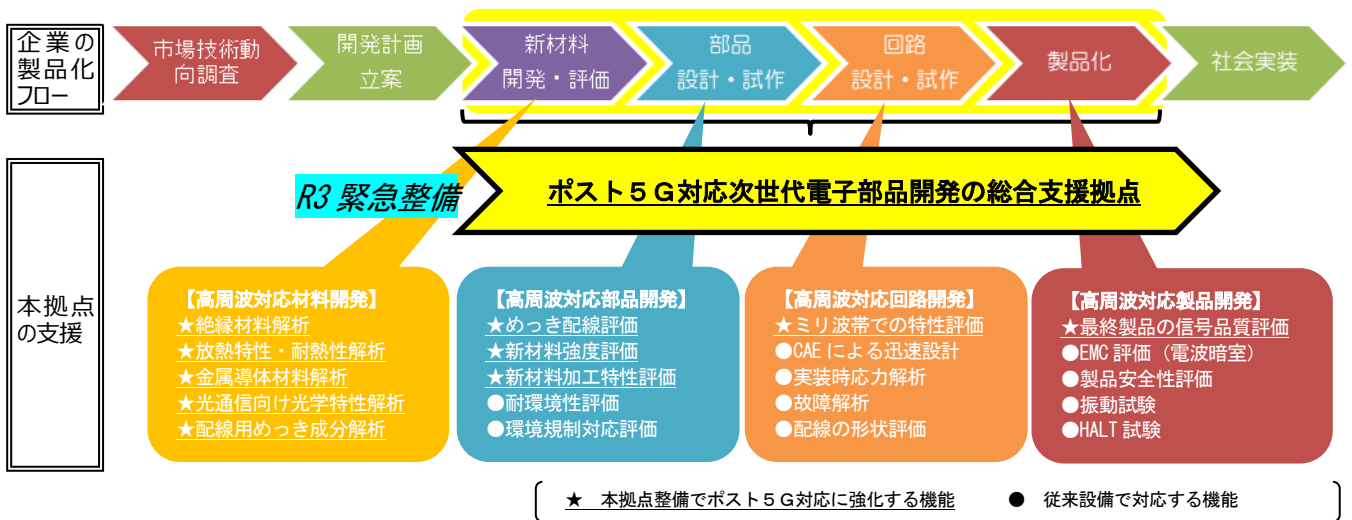 企業の
製品化
フロー
市場技術動
向調査
開発計画
立案
新材料
開発・評価
部品
設計・試作
回路
設計・試作
製品化
社会実装
本拠点
の支援
R3 緊急整備
ポスト５Ｇ対応次世代電子部品開発の総合支援拠点
【高周波対応材料開発】
★絶縁材料解析
★放熱特性・耐熱性解析
★金属導体材料解析
★光通信向け光学特性解析
★配線用めっき成分解析
【高周波対応部品開発】
★めっき配線評価
★新材料強度評価
★新材料加工特性評価
●耐環境性評価
●環境規制対応評価
【高周波対応回路開発】
★ミリ波帯での特性評価
●CAE による迅速設計
●実装時応力解析
●故障解析
●配線の形状評価
【高周波対応製品開発】
★最終製品の信号品質評価
●EMC 評価（電波暗室）
●製品安全性評価
●振動試験
●HALT 試験
★　本拠点整備でポスト５Ｇ対応に強化する機能　　●　従来設備で対応する機能